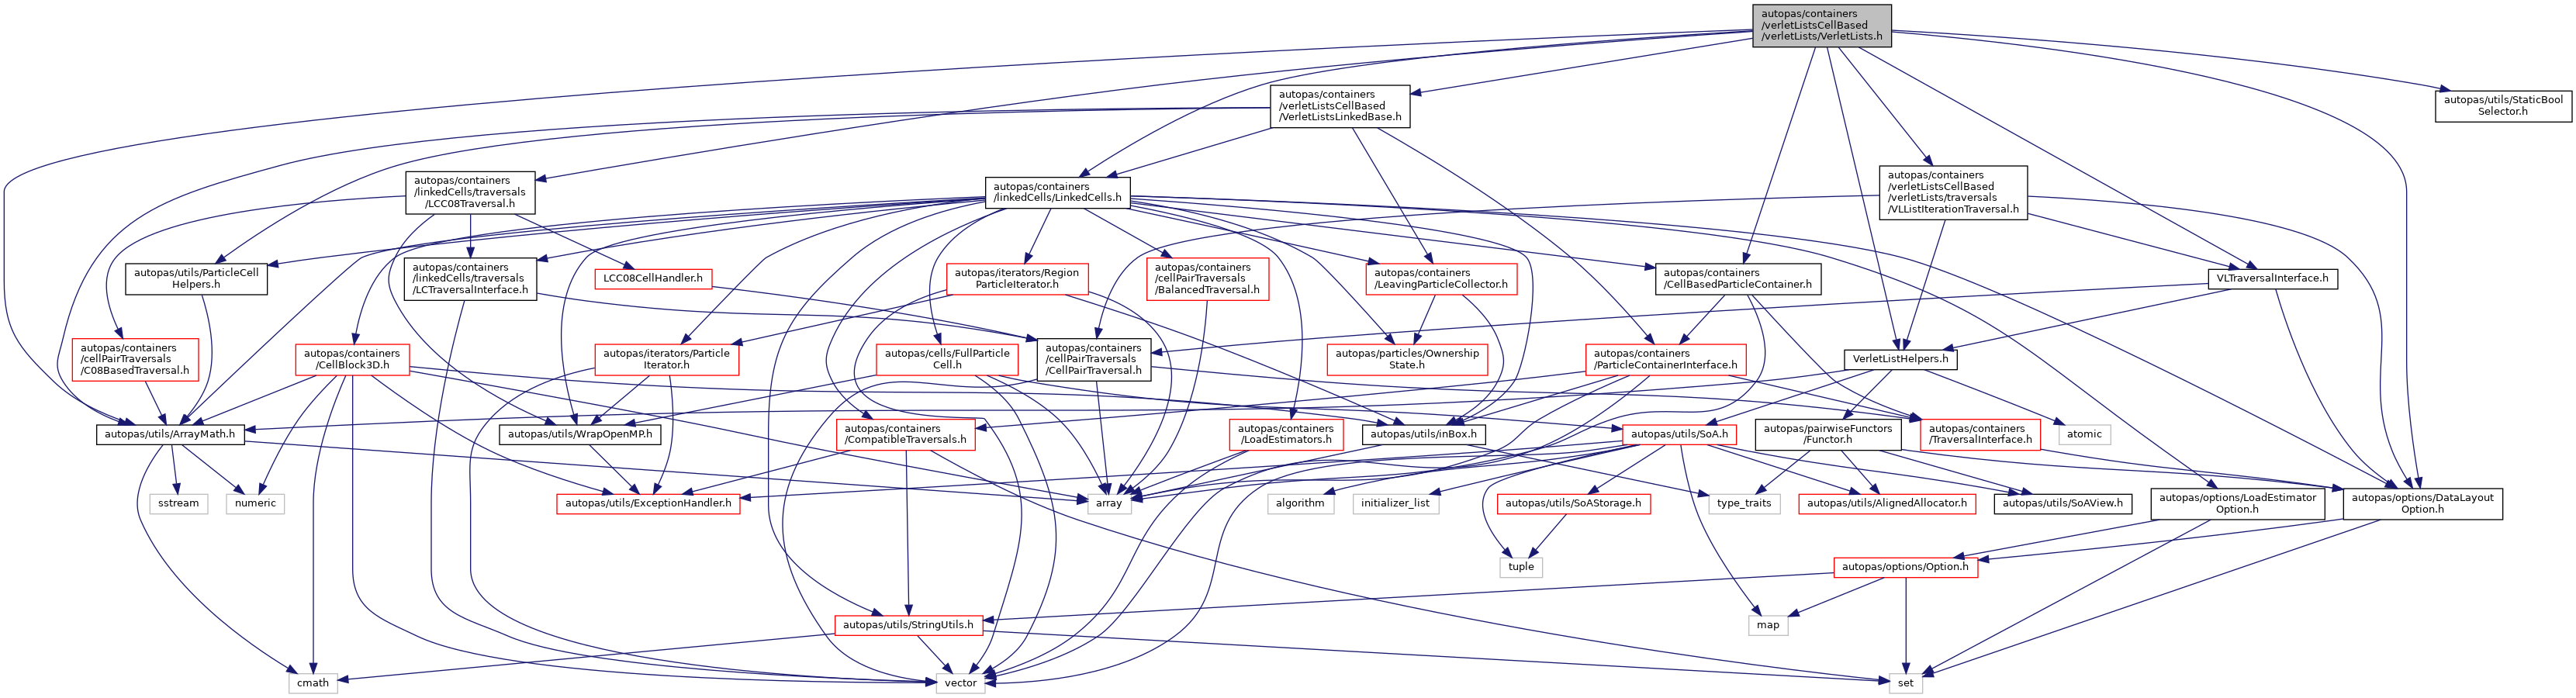 autopas/containers
/verletListsCellBased
/verletLists/VerletLists.h
autopas/containers
/verletListsCellBased
/VerletListsLinkedBase.h
autopas/utils/StaticBool
Selector.h
autopas/containers
/linkedCells/traversals
/LCC08Traversal.h
autopas/containers
/linkedCells/LinkedCells.h
autopas/containers
/verletListsCellBased
/verletLists/traversals
/VLListIterationTraversal.h
autopas/utils/ParticleCell
Helpers.h
autopas/containers
/linkedCells/traversals
/LCTraversalInterface.h
LCC08CellHandler.h
autopas/iterators/Region
ParticleIterator.h
autopas/containers
/cellPairTraversals
/BalancedTraversal.h
autopas/containers
/LeavingParticleCollector.h
autopas/containers
/CellBasedParticleContainer.h
VLTraversalInterface.h
autopas/containers
/cellPairTraversals
/C08BasedTraversal.h
autopas/containers
/CellBlock3D.h
autopas/iterators/Particle
Iterator.h
autopas/cells/FullParticle
Cell.h
autopas/containers
/cellPairTraversals
/CellPairTraversal.h
autopas/particles/Ownership
State.h
autopas/containers
/ParticleContainerInterface.h
VerletListHelpers.h
autopas/utils/ArrayMath.h
autopas/utils/WrapOpenMP.h
autopas/containers
/CompatibleTraversals.h
autopas/containers
/LoadEstimators.h
autopas/utils/inBox.h
autopas/utils/SoA.h
autopas/pairwiseFunctors
/Functor.h
autopas/containers
/TraversalInterface.h
atomic
sstream
numeric
autopas/utils/ExceptionHandler.h
array
algorithm
initializer_list
autopas/utils/SoAStorage.h
type_traits
autopas/utils/AlignedAllocator.h
autopas/utils/SoAView.h
autopas/options/LoadEstimator
Option.h
autopas/options/DataLayout
Option.h
tuple
autopas/options/Option.h
autopas/utils/StringUtils.h
map
cmath
vector
set